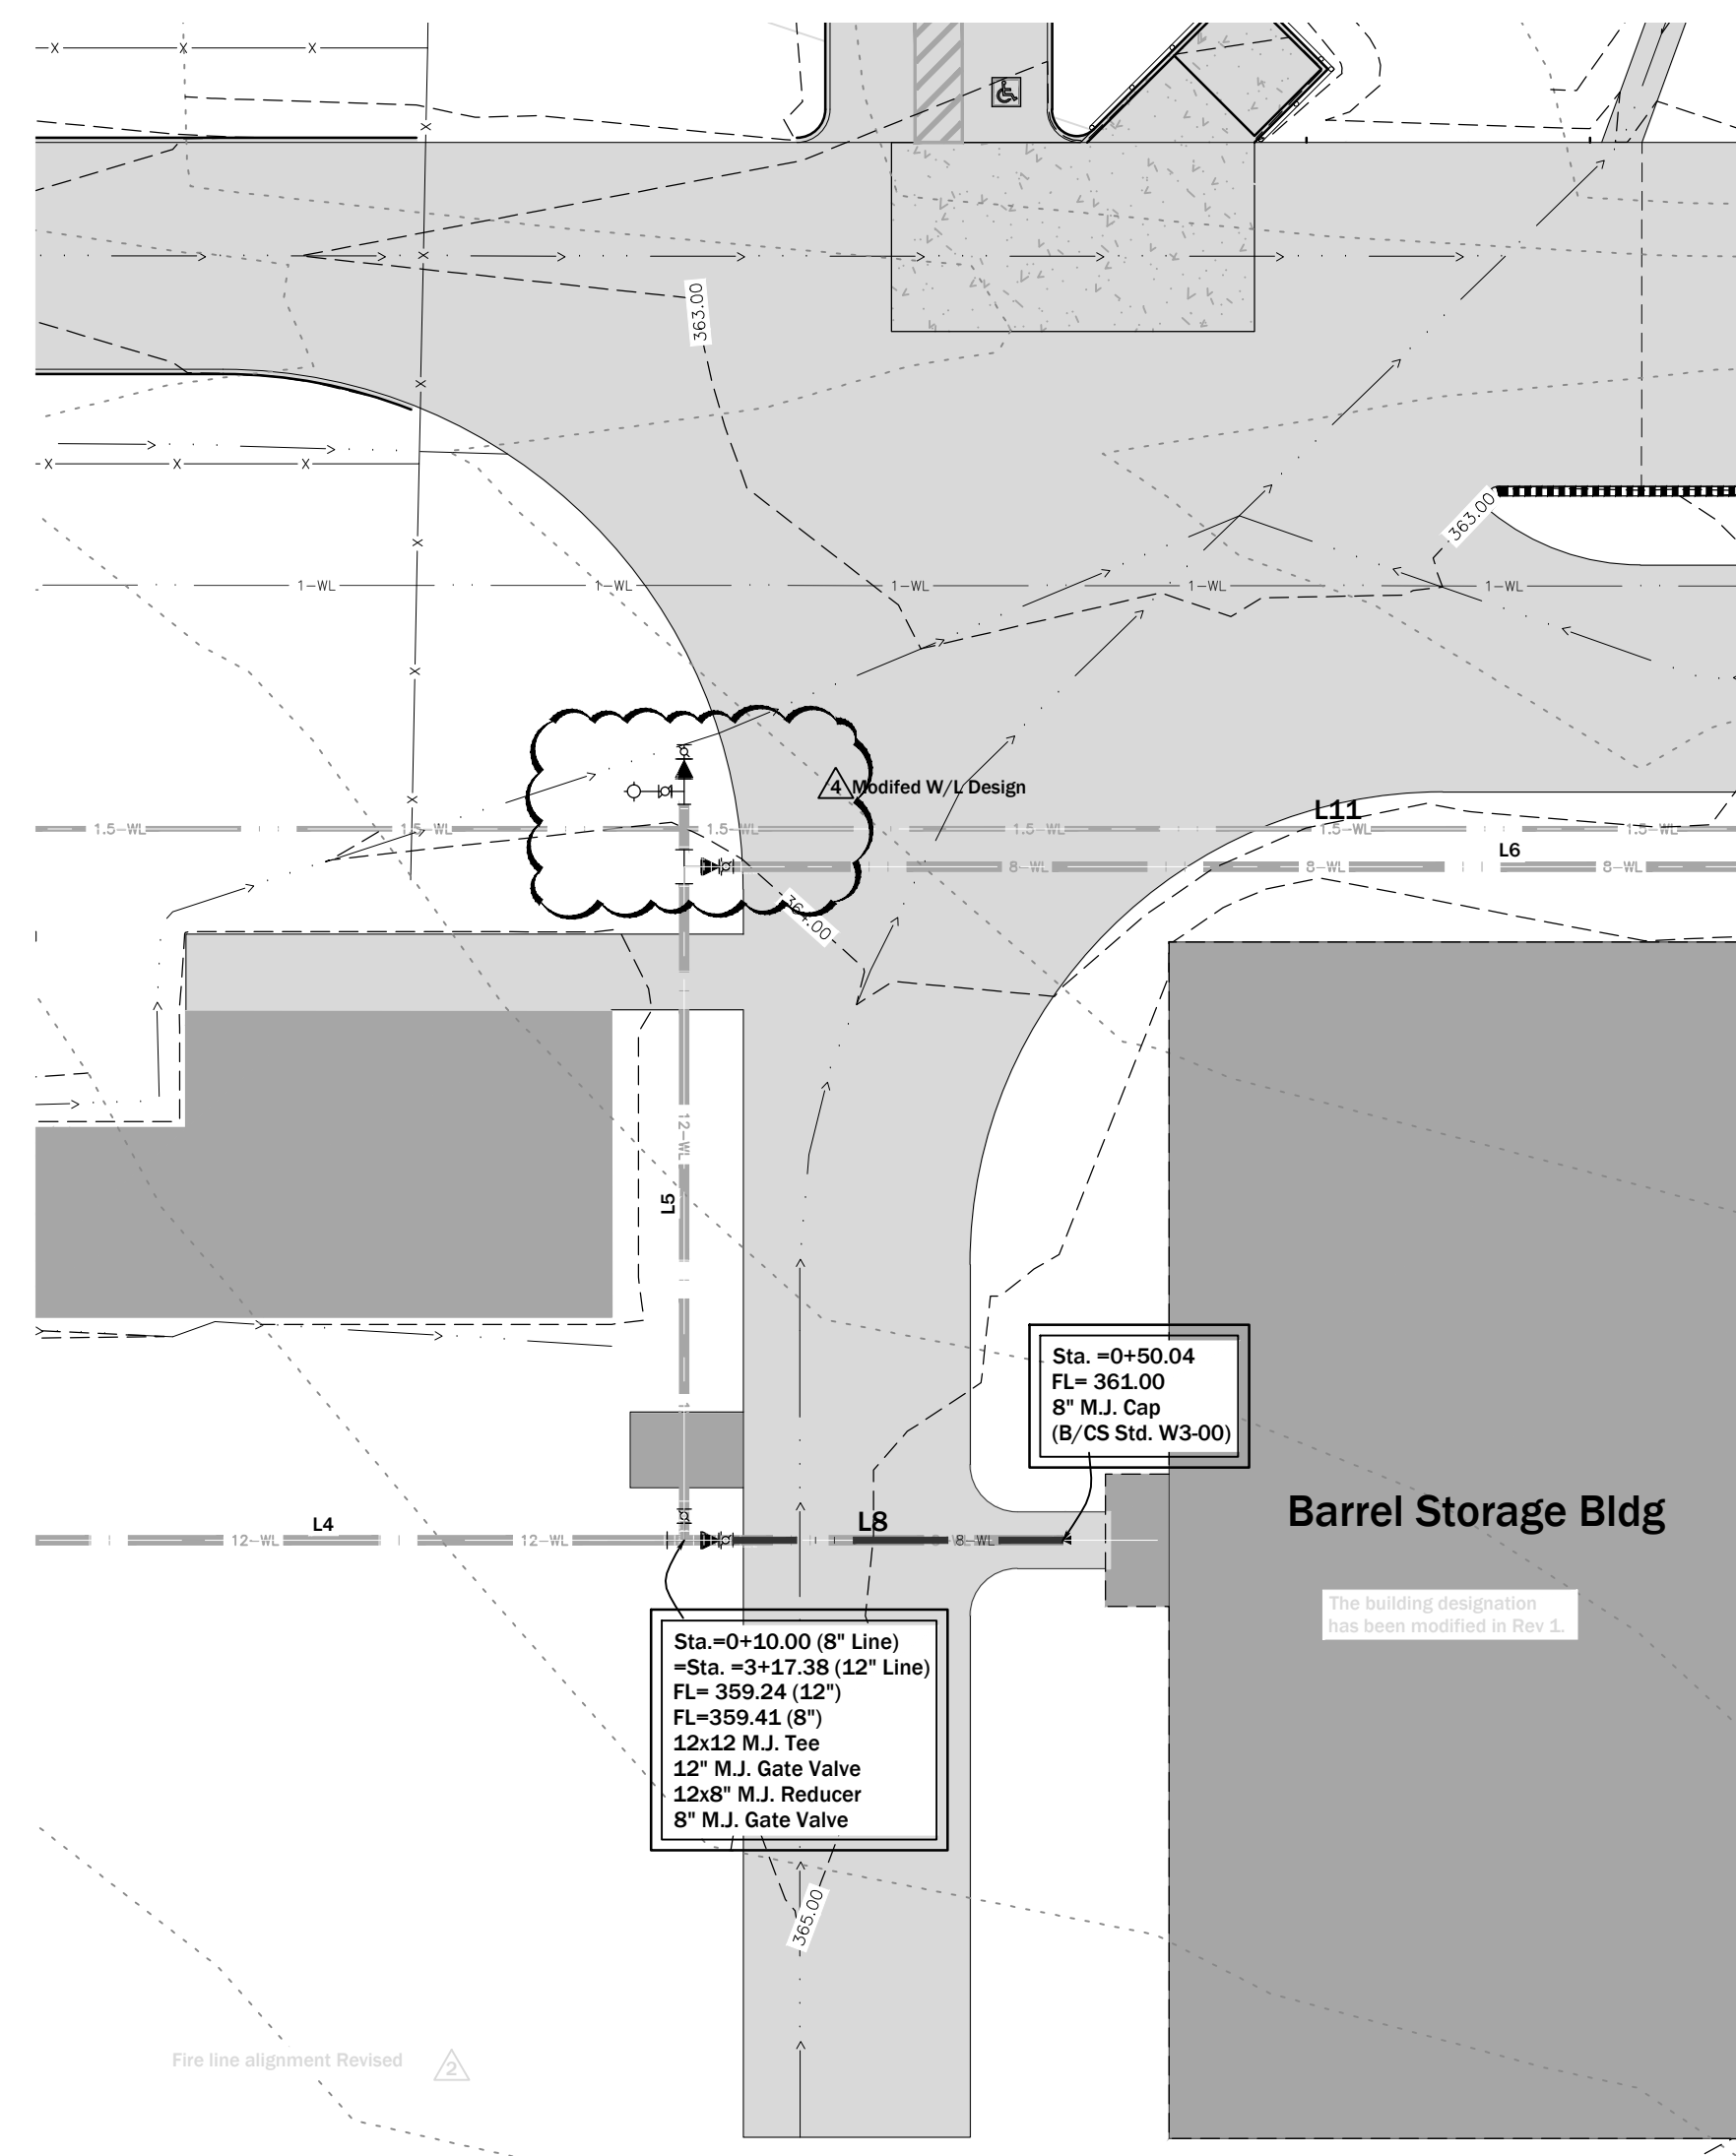 X X X
X
363.00
X
X
X X X
X
363.00
1-WL 1-WL 1-WL 1-WL 1-WL
X
4 Modifed W/L Design
X
L11
1.5-WL 1.5-WL 1.5-WL 1.5-WL 1.5-WL 1.5-WL
L6
8-WL 8-WL 8-WL
364.00
12-WL
L5
Sta. =0+50.04
FL= 361.00
8" M.J. Cap
(B/CS Std. W3-00)
Barrel Storage Bldg
L4
L8
12-WL 12-WL 8-WL
The building designation
has been modified in Rev 1.
Sta.=0+10.00 (8" Line)
=Sta. =3+17.38 (12" Line)
FL= 359.24 (12")
FL=359.41 (8")
12x12 M.J. Tee
12" M.J. Gate Valve
12x8" M.J. Reducer
8" M.J. Gate Valve
365.00
Fire line alignment Revised 2